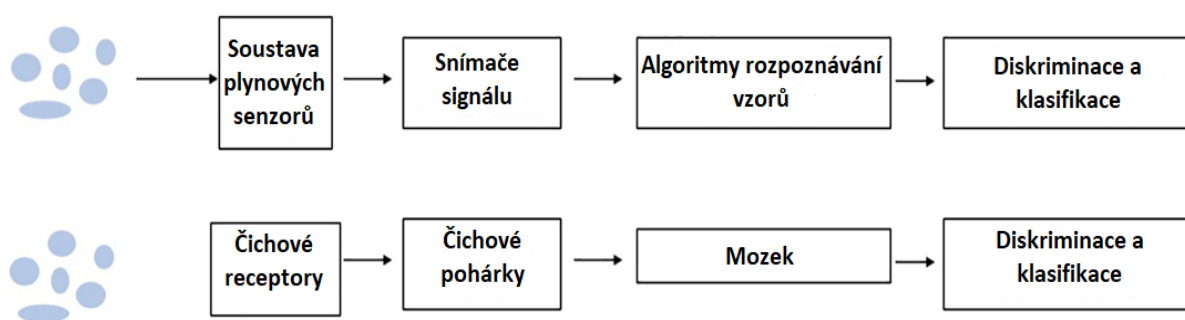 Soustava
plynových
senzorů
Snímače
signálu
Algoritmy rozpoznávání
vzorů
Diskriminace a
klasifikace
Čichové
receptory
Čichové
pohárky
Mozek
Diskriminace a
klasifikace